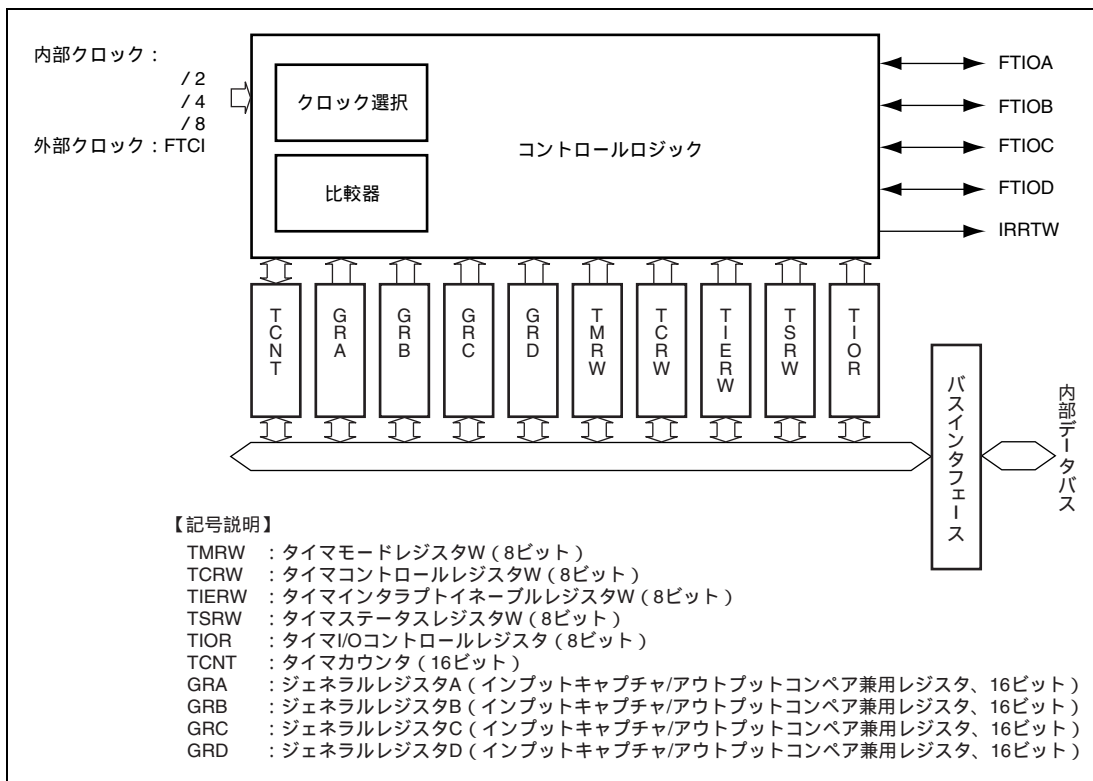 内部クロック：
/2
/4
/8
外部クロック：FTCI
クロック選択
比較器
コントロールロジック
FTIOA
FTIOB
FTIOC
FTIOD
IRRTW
TCNT
GRA
GRB
GRC
GRD
TMRW
TCRW
TIERW
TSRW
TIOR
バスインタフェース
内部データバス
【記号説明】
TMRW ：タイマモードレジスタW（8ビット）
TCRW ：タイマコントロールレジスタW（8ビット）
TIERW ：タイマインタラプトイネーブルレジスタW（8ビット）
TSRW ：タイマステータスレジスタW（8ビット）
TIOR ：タイマI/Oコントロールレジスタ（8ビット）
TCNT ：タイマカウンタ（16ビット）
GRA ：ジェネラルレジスタA（インプットキャプチャ/アウトプットコンペア兼用レジスタ、16ビット）
GRB ：ジェネラルレジスタB（インプットキャプチャ/アウトプットコンペア兼用レジスタ、16ビット）
GRC ：ジェネラルレジスタC（インプットキャプチャ/アウトプットコンペア兼用レジスタ、16ビット）
GRD ：ジェネラルレジスタD（インプットキャプチャ/アウトプットコンペア兼用レジスタ、16ビット）